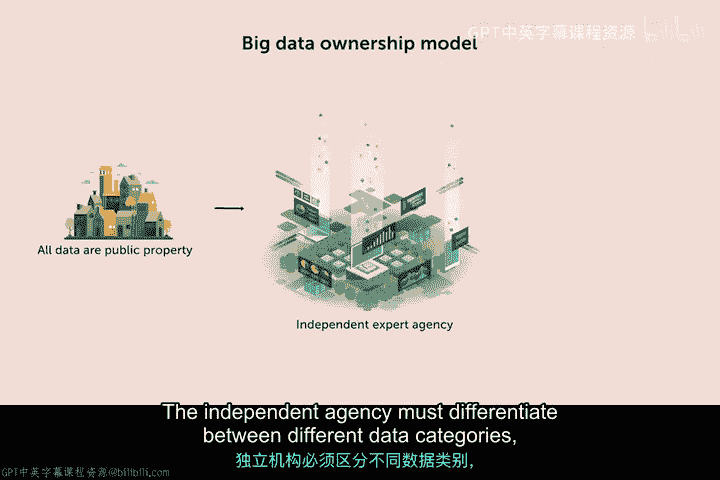 Big data ownership model
GPT中英字幕课程资源
All data are public property
Independent expert agency
The independent agency must differentiate
between different data categories,
独立机构必须区分不同数据类别，
GPT中英字幕课程资源@bilibili.com